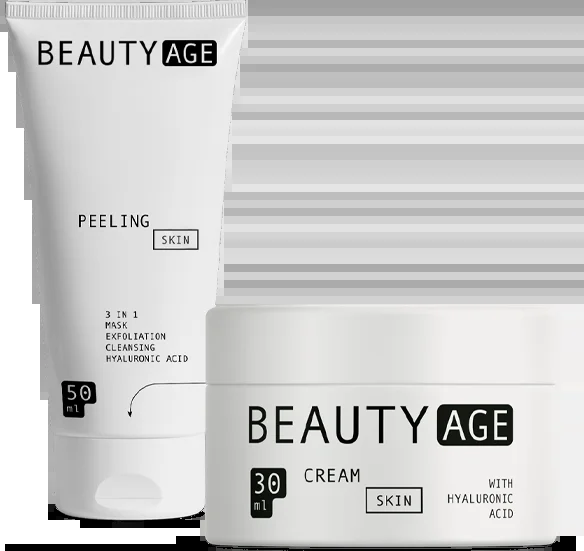 BEAUTY AGE
PEELING
SKIN
3 IN 1
MASK
EXFOLIATION
CLEANSING
HYALURONIC ACID
50
ml
BEAUTY AGE
30
ml
CREAM
SKIN
WITH
HYALURONIC
ACID